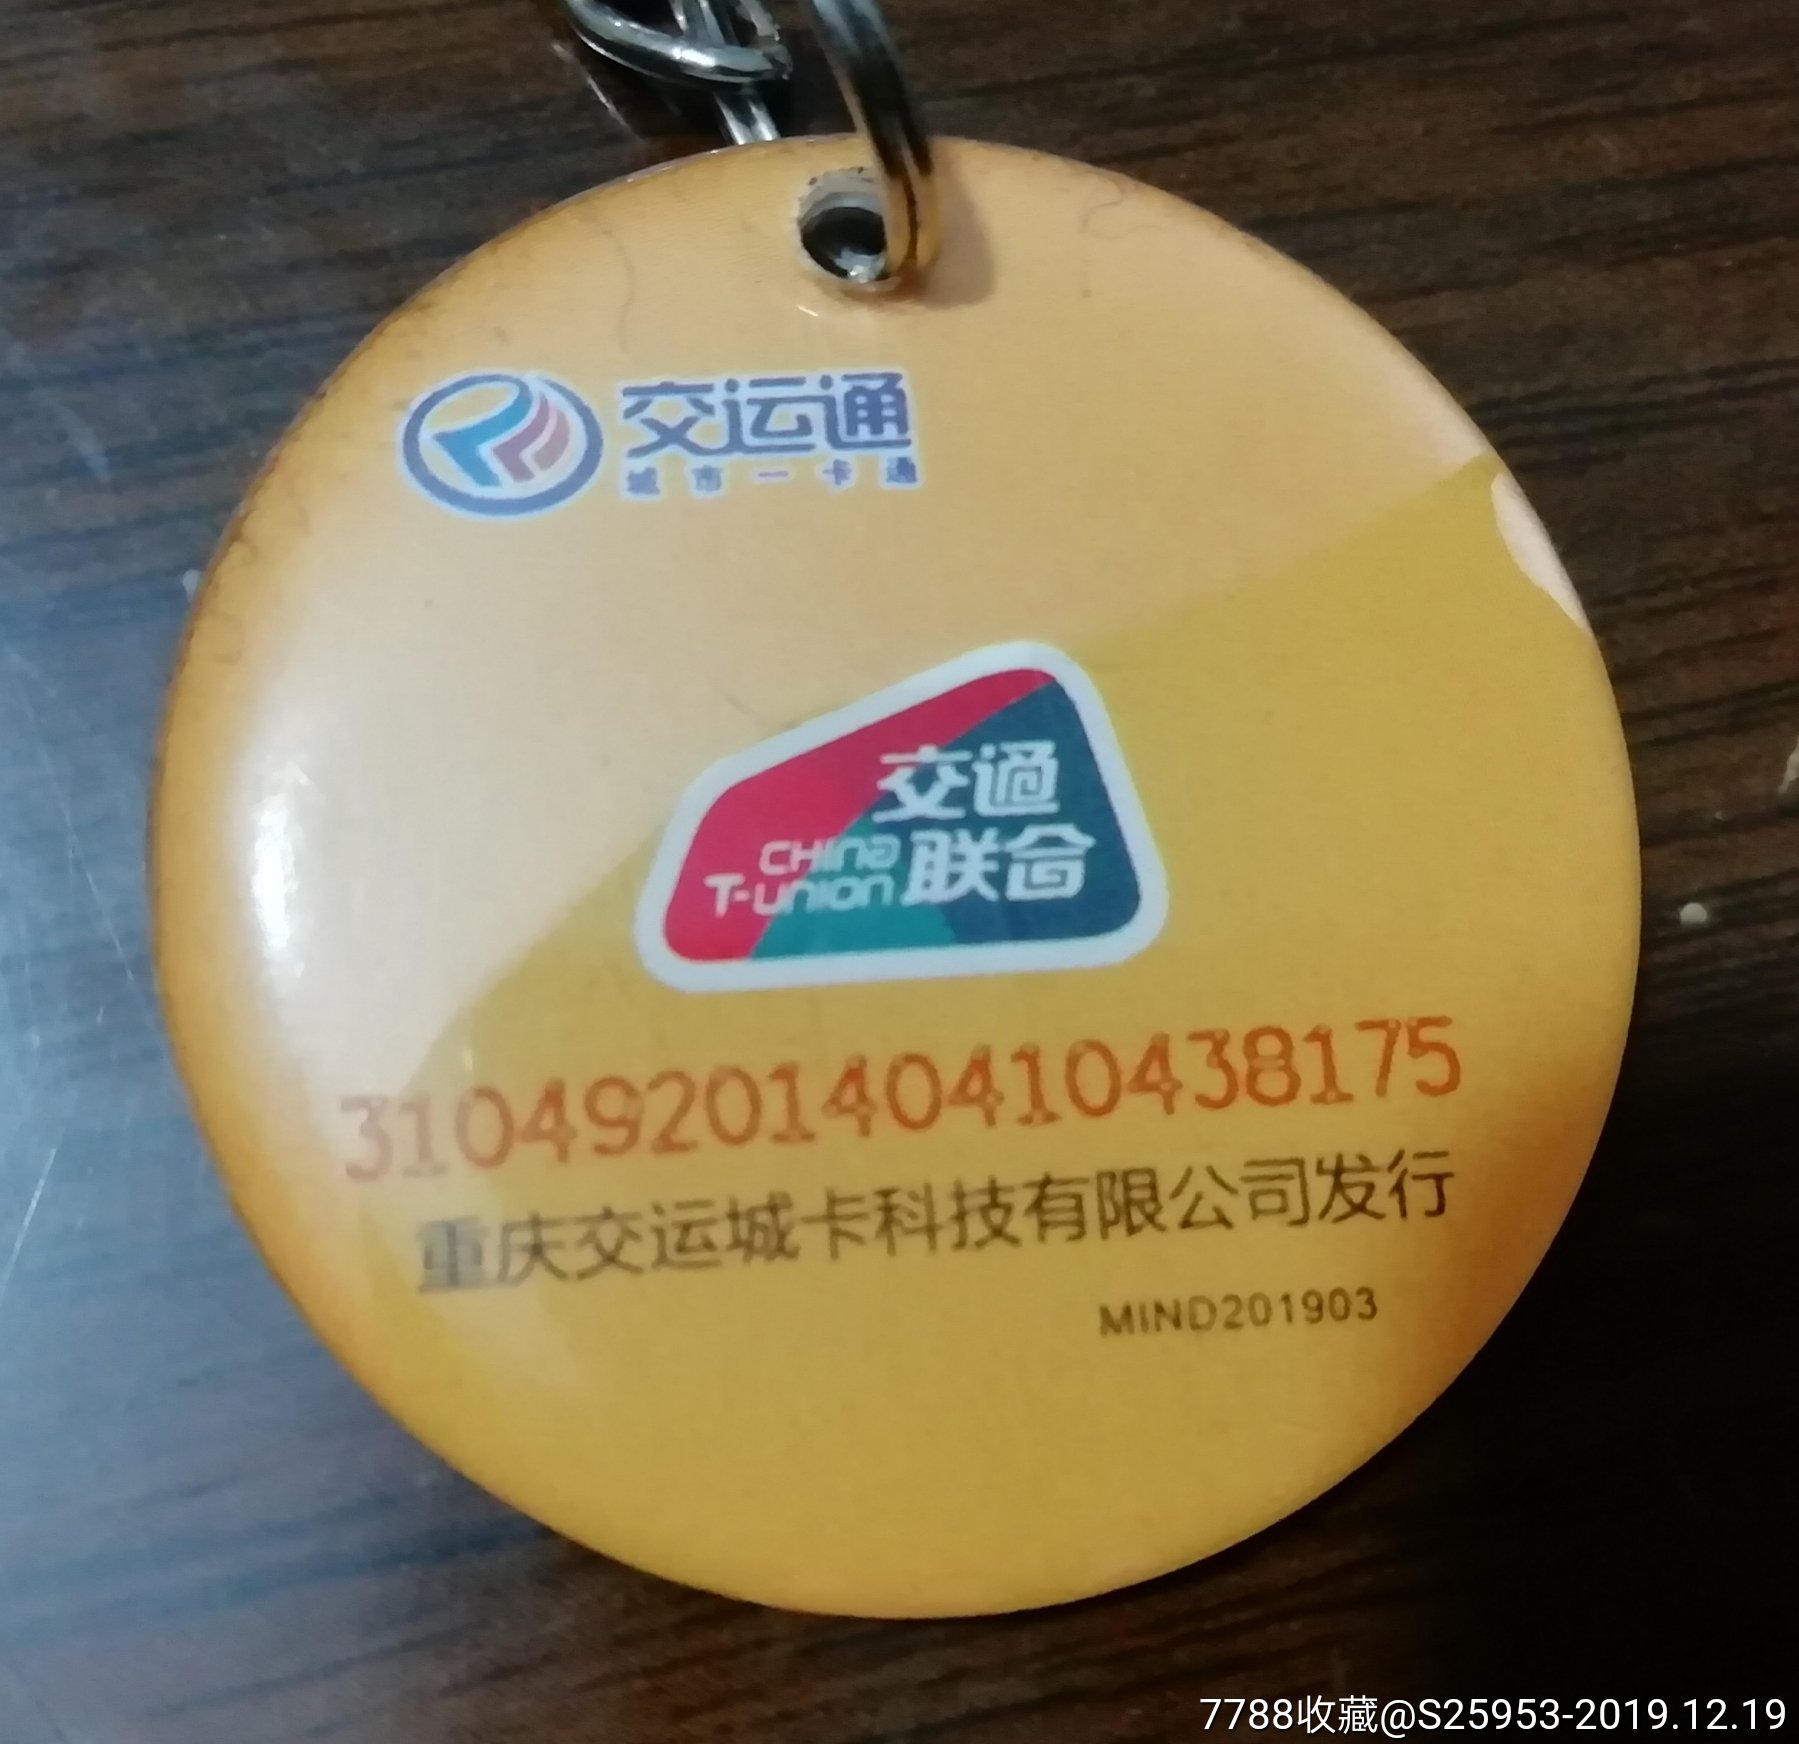 交运通
城市一卡通
交通
CHINA 联合
T-UNION
3104920140410438175
重庆交运城卡科技有限公司发行
MIND201903
7788收藏@S25953-2019.12.19